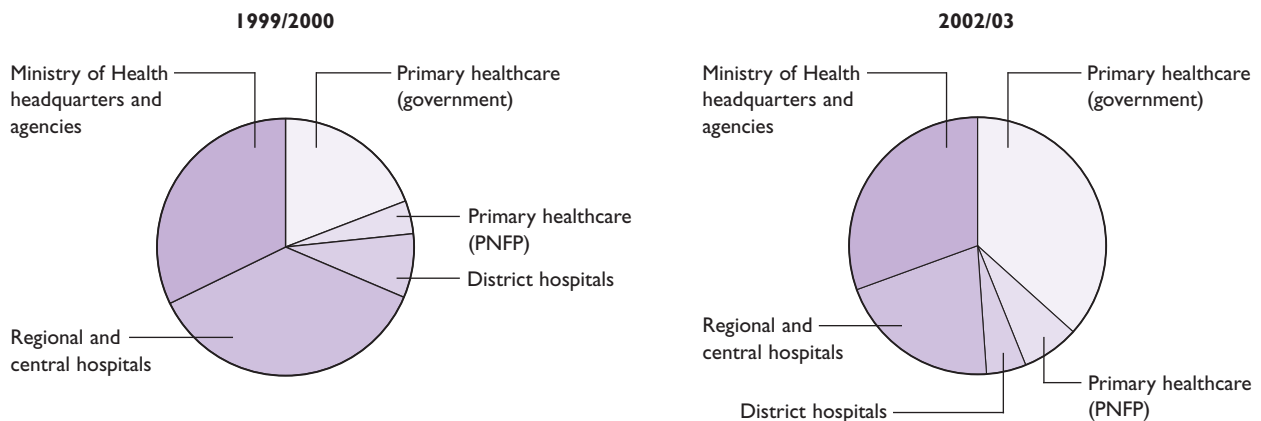 1999/2000
Ministry of Health
headquarters and
agencies
Primary healthcare
(government)
Primary healthcare
(PNFP)
District hospitals
Regional and
central hospitals
2002/03
Ministry of Health
headquarters and
agencies
Primary healthcare
(government)
Regional and
central hospitals
Primary healthcare
(PNFP)
District hospitals